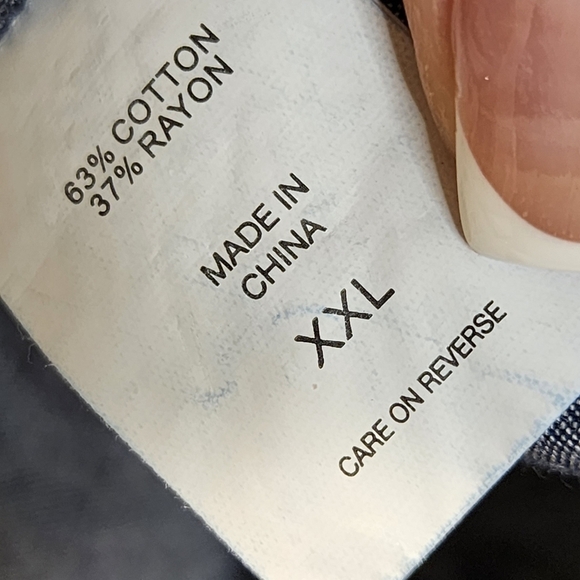 63% COTTON
37% RAYON
MADE IN
CHINA
XXL
CARE ON REVERSE